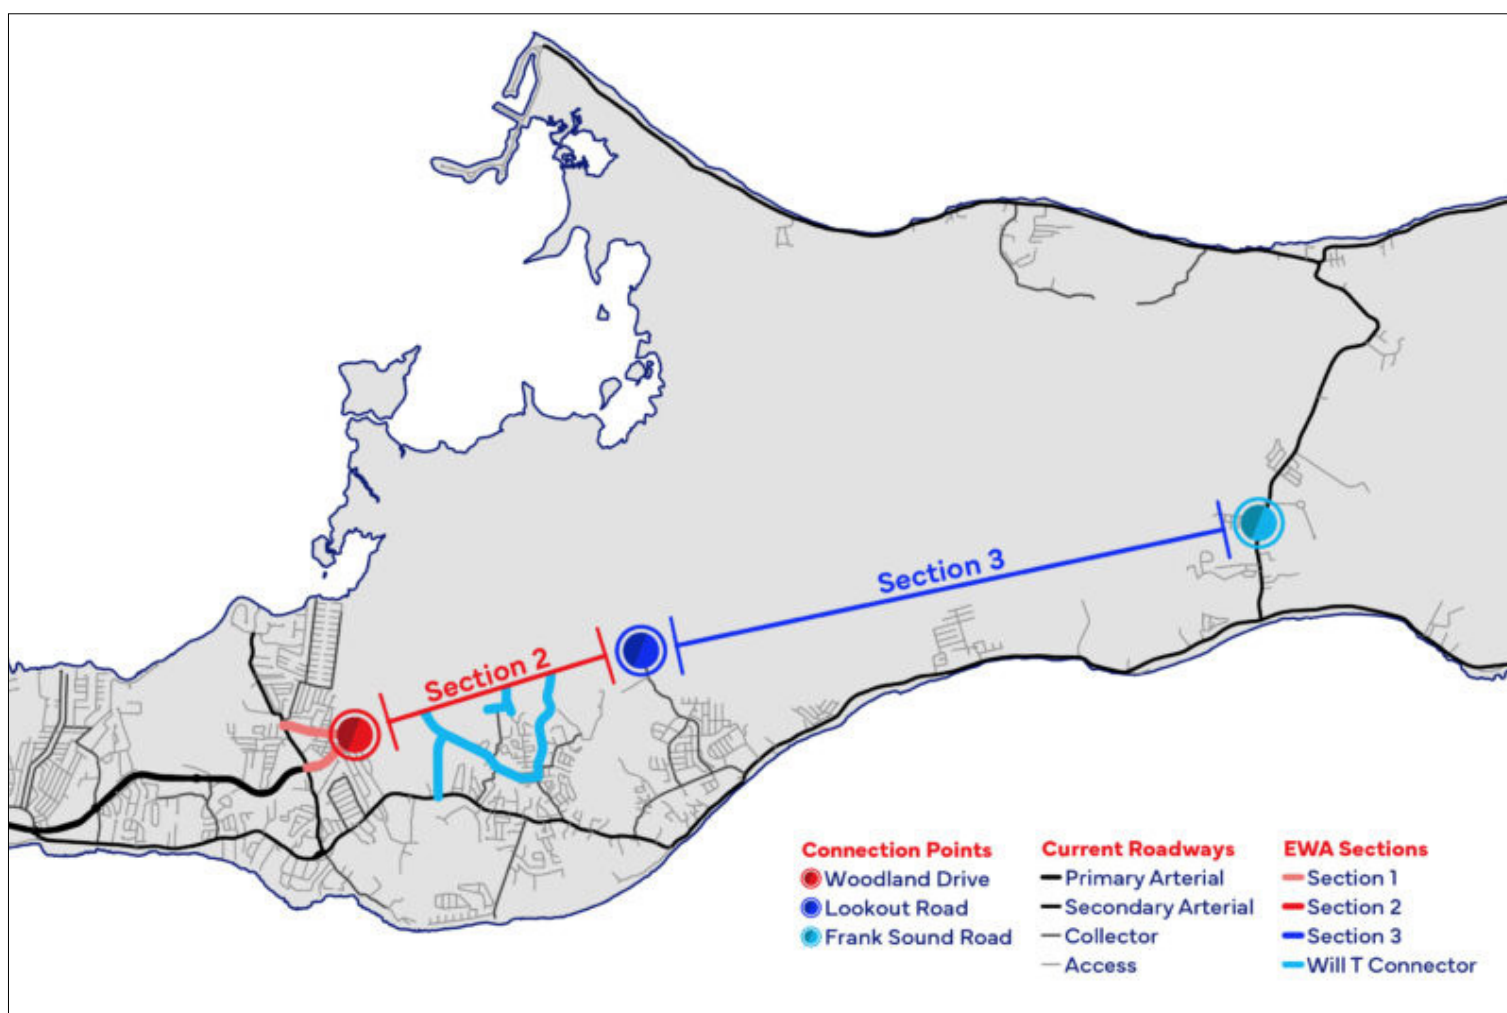 Section 3
Section 2
Connection Points
Woodland Drive
Lookout Road
Frank Sound Road
Current Roadways
Primary Arterial
Secondary Arterial
Collector
Access
EWA Sections
Section 1
Section 2
Section 3
Will T Connector